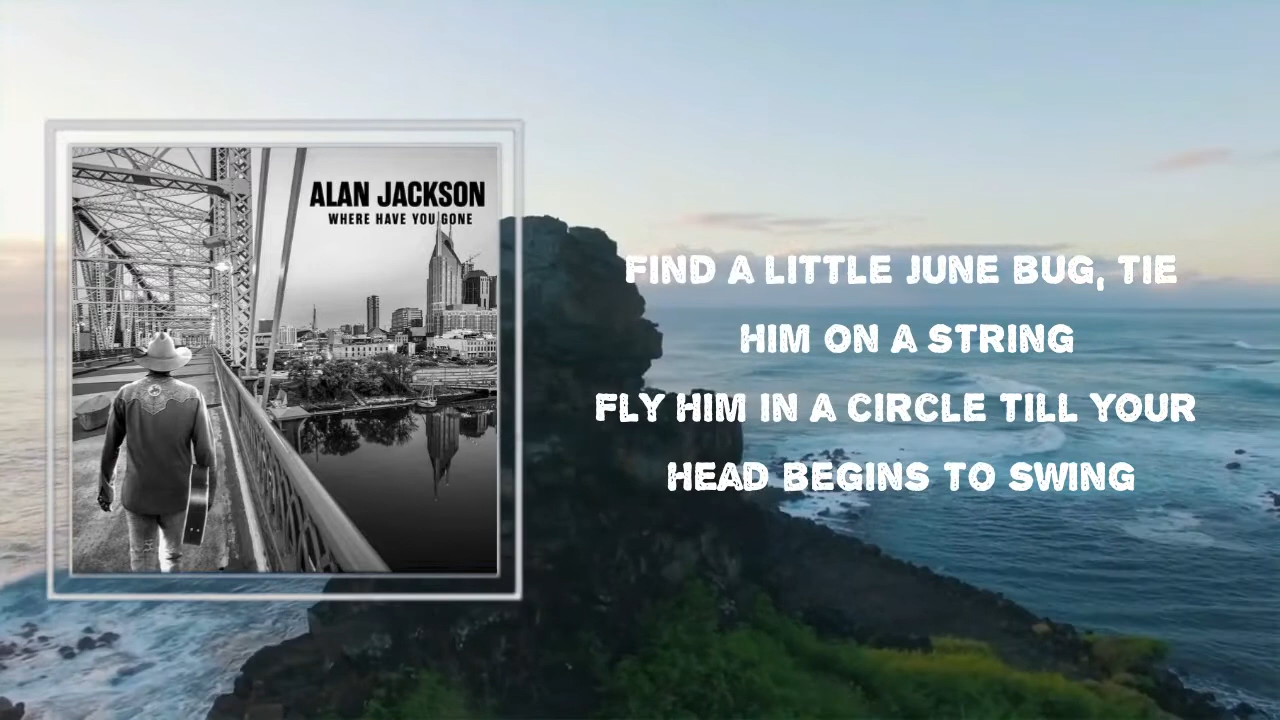 ALAN JACKSON
WHERE HAVE YOU GONE
FIND A LITTLE JUNE BUG, TIE
HIM ON A STRING
FLY HIM IN A CIRCLE TILL YOUR
HEAD BEGINS TO SWING